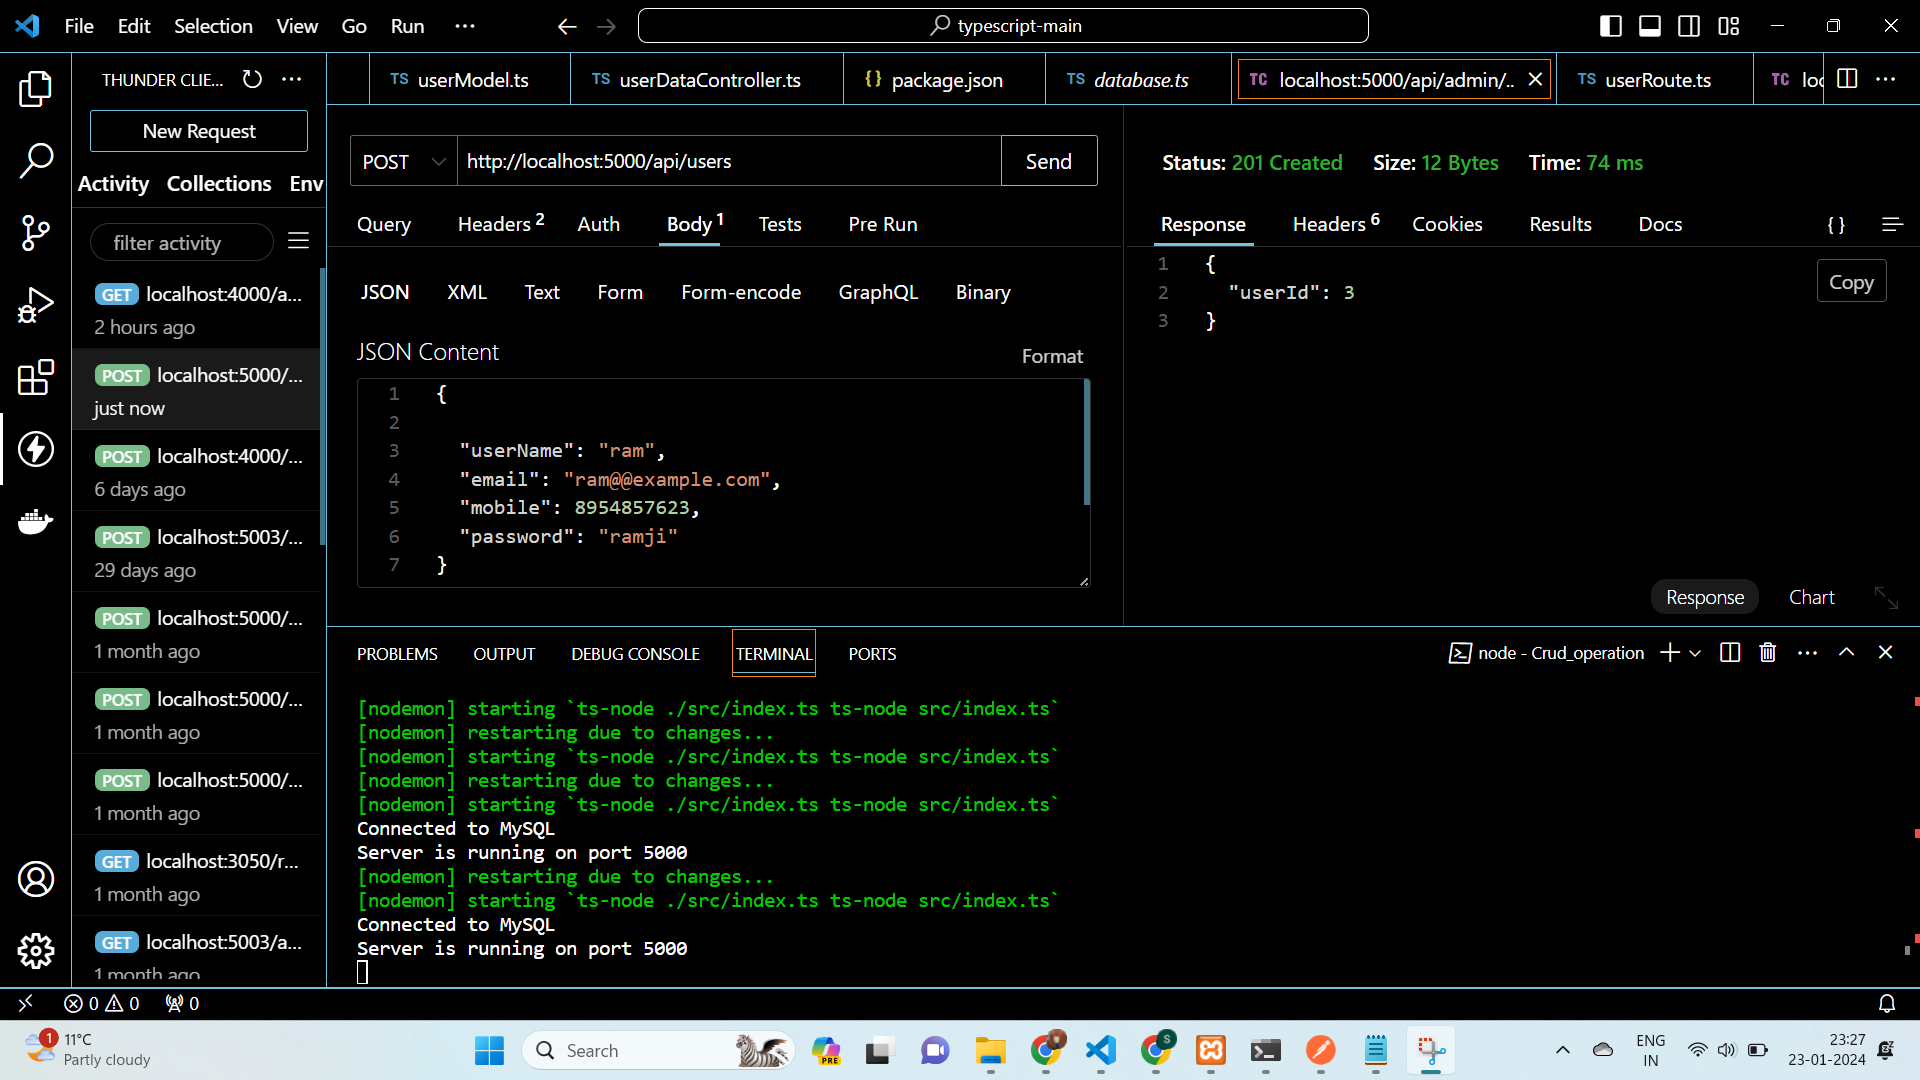 File Edit Selection View Go Run ···
typescript-main
THUNDER CLIE...
New Request
Activity Collections Env
filter activity
GET localhost:4000/a...
2 hours ago
POST localhost:5000/...
just now
POST localhost:4000/...
6 days ago
POST localhost:5003/...
29 days ago
POST localhost:5000/...
1 month ago
POST localhost:5000/...
1 month ago
POST localhost:5000/...
1 month ago
GET localhost:3050/r...
1 month ago
GET localhost:5003/a...
1 month ago
TS userModel.ts
TS userDataController.ts
{} package.json
TS database.ts
TC localhost:5000/api/admin/..
TS userRoute.ts
TC loc
POST http://localhost:5000/api/users Send
Query Headers 2 Auth Body 1 Tests Pre Run
JSON XML Text Form Form-encode GraphQL Binary
JSON Content
Format
1 {
2
3 "userName": "ram",
4 "email": "ram@@example.com",
5 "mobile": 8954857623,
6 "password": "ramji"
7 }
Status: 201 Created Size: 12 Bytes Time: 74 ms
Response Headers 6 Cookies Results Docs {}
1 {
2 "userId": 3
3 }
Copy
Response Chart
PROBLEMS OUTPUT DEBUG CONSOLE TERMINAL PORTS
node - Crud_operation
[nodemon] starting `ts-node ./src/index.ts ts-node src/index.ts`
[nodemon] restarting due to changes...
[nodemon] starting `ts-node ./src/index.ts ts-node src/index.ts`
[nodemon] restarting due to changes...
[nodemon] starting `ts-node ./src/index.ts ts-node src/index.ts`
Connected to MySQL
Server is running on port 5000
[nodemon] restarting due to changes...
[nodemon] starting `ts-node ./src/index.ts ts-node src/index.ts`
Connected to MySQL
Server is running on port 5000
0 0 0
1
11°C
Partly cloudy
Search
PRE
S
ENG
IN
23:27
23-01-2024